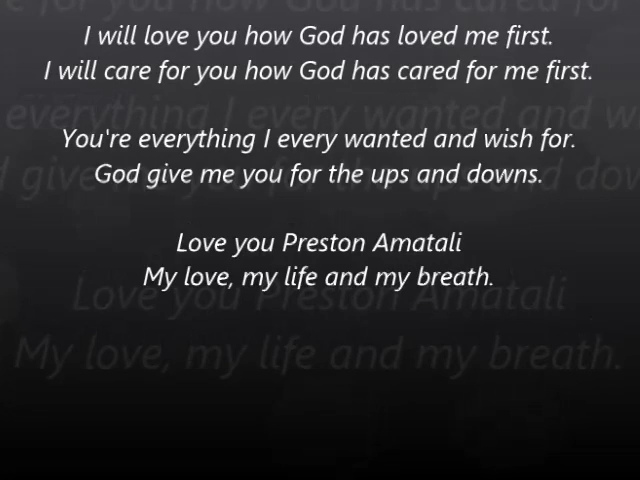 I will love you how God has loved me first.
I will care for you how God has cared for me first.
You're everything I every wanted and wish for.
God give me you for the ups and downs.
Love you Preston Amatali
My love, my life and my breath.